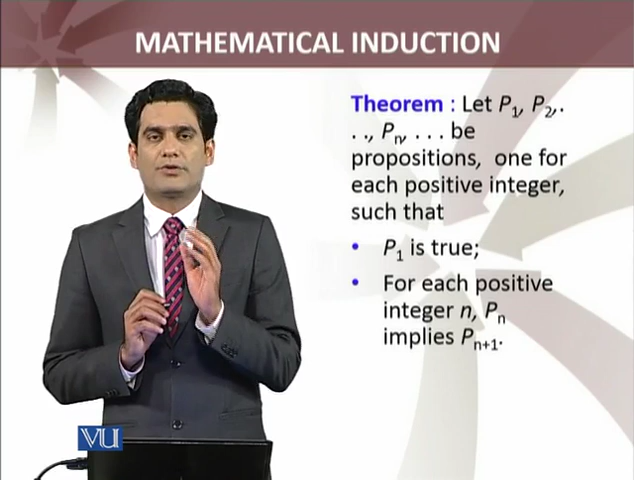 MATHEMATICAL INDUCTION
Theorem : Let P₁, P₂,.
. ., Pₙ, . . . be
propositions, one for
each positive integer,
such that
• P₁ is true;
• For each positive
integer n, Pₙ
implies Pₙ₊₁.
VU